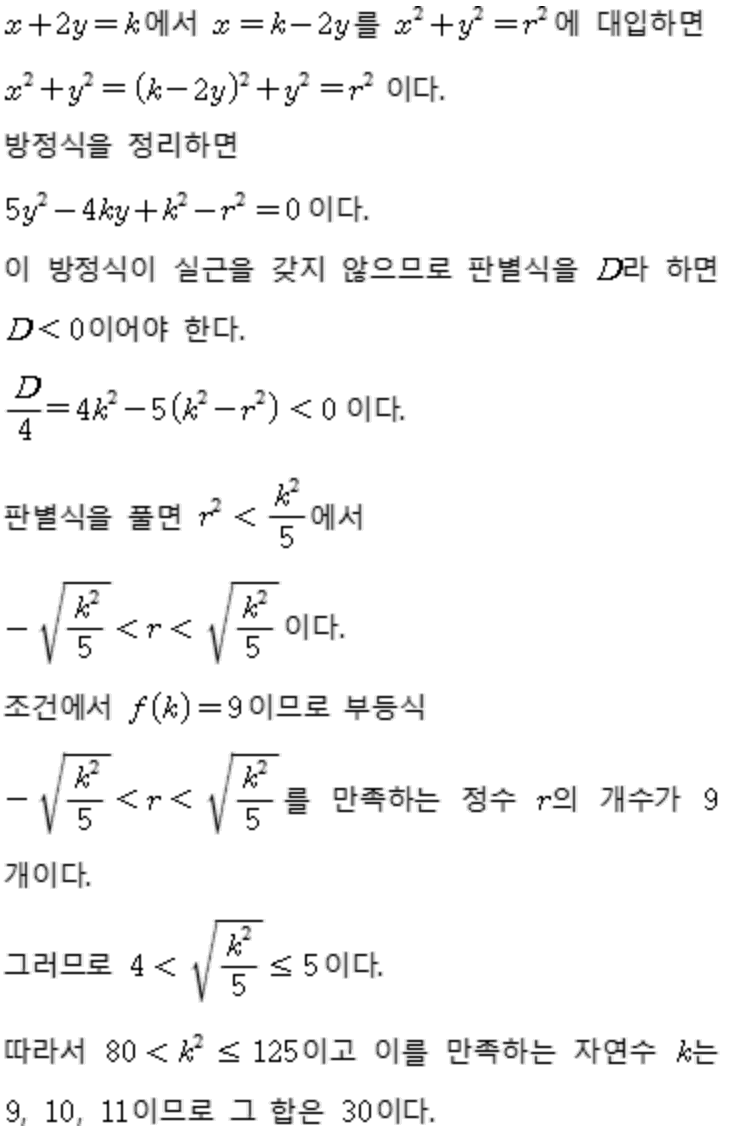 x+2y=k에서 x=k−2y를 x²+y²=r²에 대입하면
x²+y²=(k−2y)²+y²=r² 이다.
방정식을 정리하면
5y²−4ky+k²−r²=0 이다.
이 방정식이 실근을 갖지 않으므로 판별식을 D라 하면
D<0이어야 한다.
D/4=4k²−5(k²−r²)<0 이다.
판별식을 풀면 r²<k²/5에서
−√(k²/5)<r<√(k²/5) 이다.
조건에서 f(k)=9이므로 부등식
−√(k²/5)<r<√(k²/5) 를 만족하는 정수 r의 개수가 9
개이다.
그러므로 4<√(k²/5)≤5이다.
따라서 80<k²≤125이고 이를 만족하는 자연수 k는
9, 10, 11이므로 그 합은 30이다.